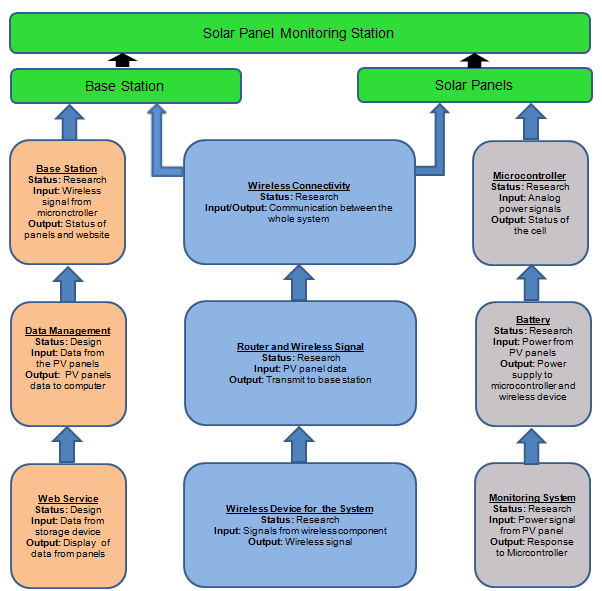 Solar Panel Monitoring Station
Base Station
Solar Panels
Base Station
Status: Research
Input: Wireless
signal from
micronctroller
Output: Status of
panels and website
Wireless Connectivity
Status: Research
Input/Output: Communication between the
whole system
Microcontroller
Status: Research
Input: Analog
power signals
Output: Status of
the cell
Data Management
Status: Design
Input: Data from
the PV panels
Output: PV panels
data to computer
Router and Wireless Signal
Status: Research
Input: PV panel data
Output: Transmit to base station
Battery
Status: Research
Input: Power from
PV panels
Output: Power
supply to
microcontroller and
wireless device
Web Service
Status: Design
Input: Data from
storage device
Output: Display of
data from panels
Wireless Device for the System
Status: Research
Input: Signals from wireless component
Output: Wireless signal
Monitoring System
Status: Research
Input: Power signal
from PV panel
Output: Response
to Micrcontroller